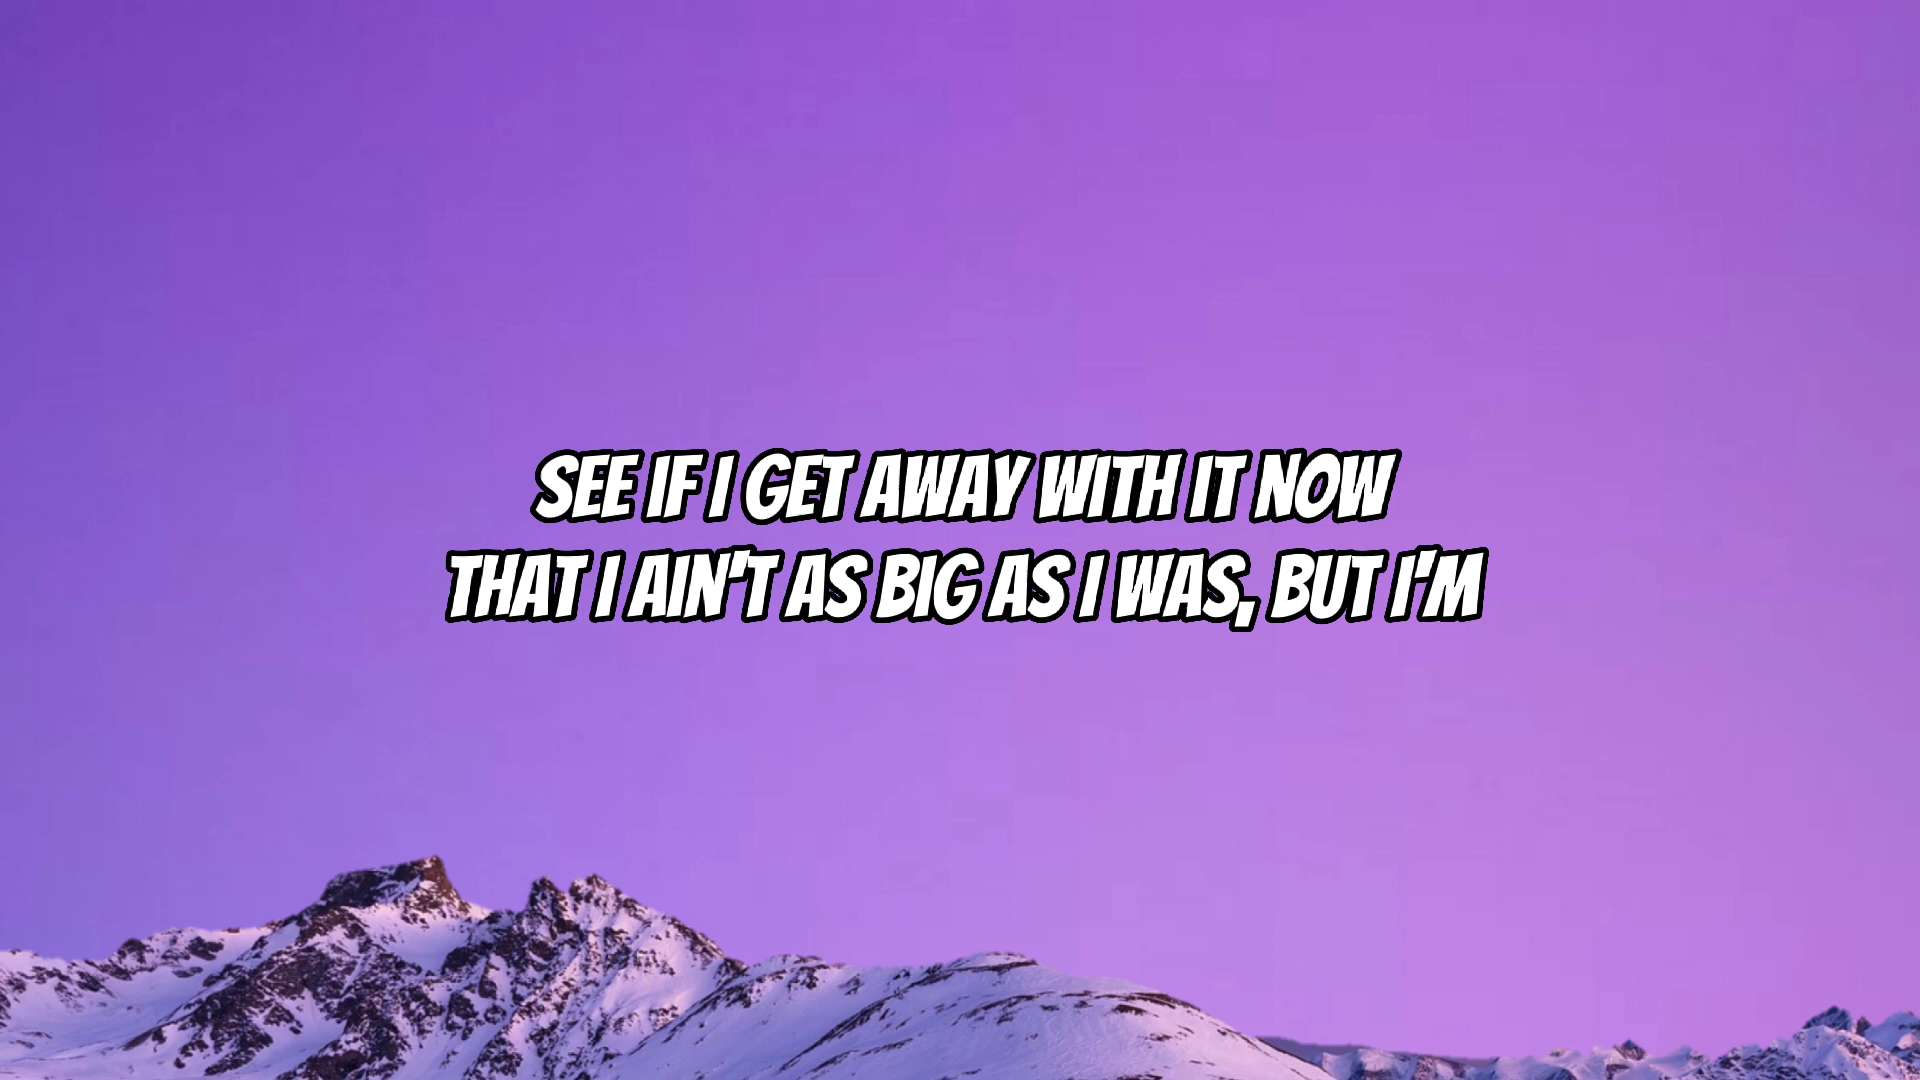 SEE IF I GET AWAY WITH IT NOW
THAT I AIN'T AS BIG AS I WAS, BUT I'M